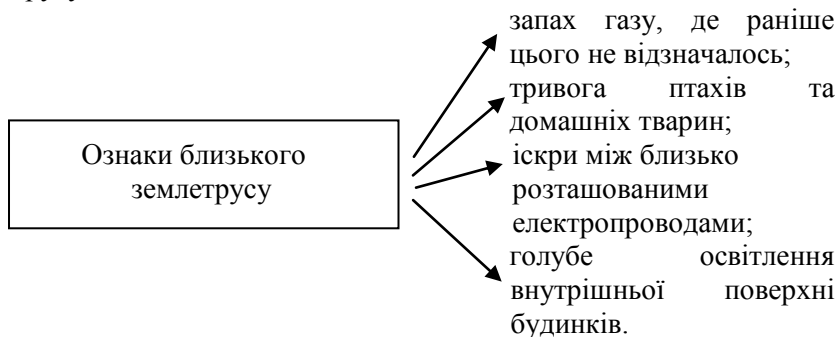 Ознаки близького
землетрусу
запах газу, де раніше
цього не відзначалось;
тривога птахів та
домашніх тварин;
іскри між близько
розташованими
електропроводами;
голубе освітлення
внутрішньої поверхні
будинків.